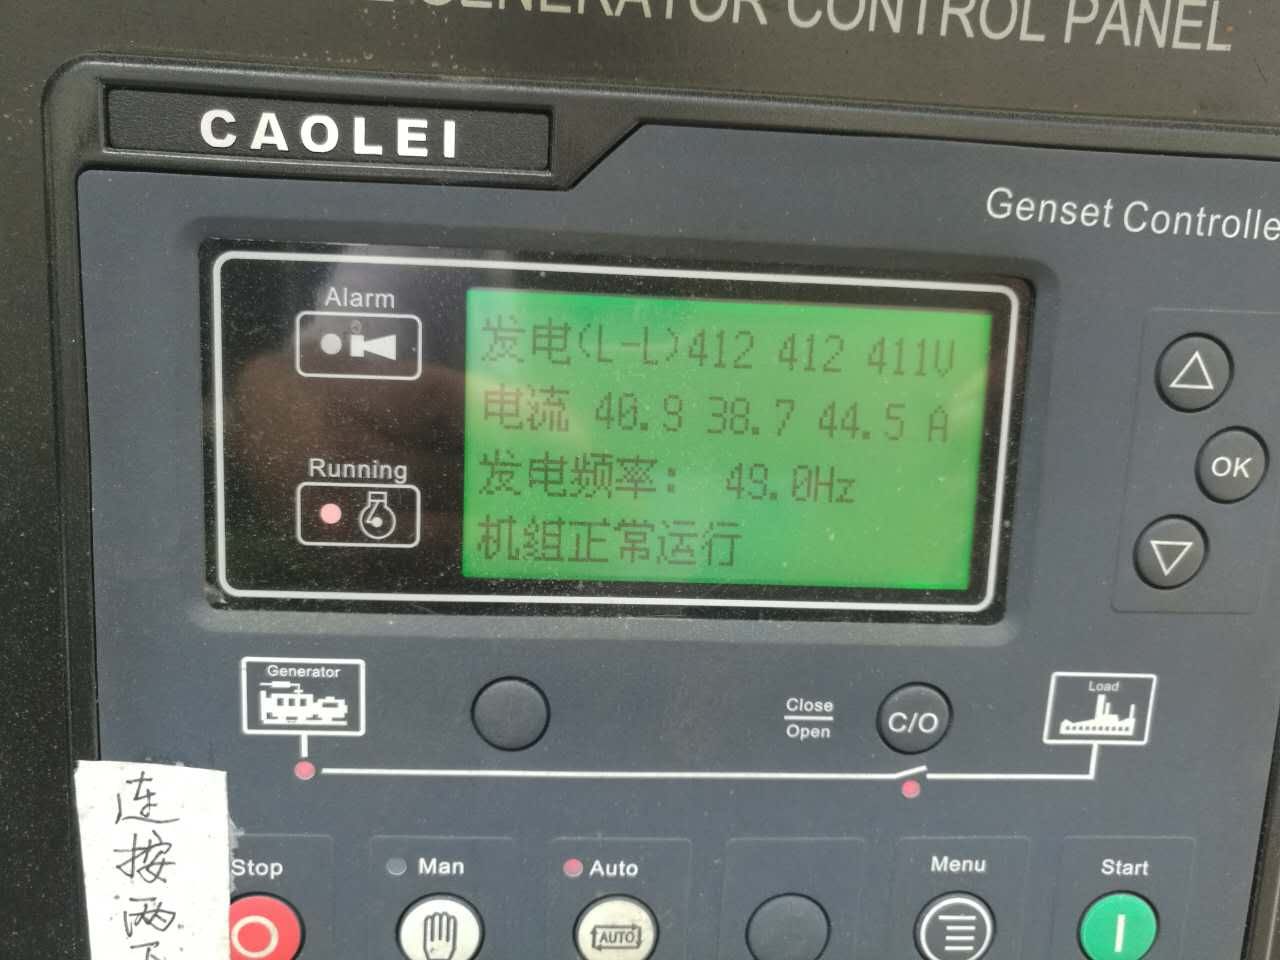 GENERATOR CONTROL PANEL
CAOLEI
Genset Controlle
Alarm
发电(L-L)412 412 411V
电流 40.9 38.7 44.5 A
发电频率： 49.0Hz
机组正常运行
Running
OK
Generator
Close
Open
C/O
Load
连按两下
Stop
Man
Auto
Menu
Start
AUTO